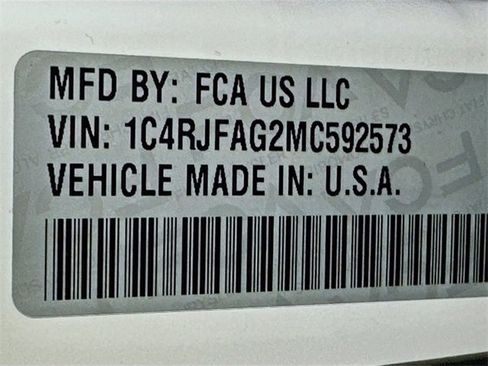 MFD BY: FCA US LLC
VIN: 1C4RJFAG2MC592573
VEHICLE MADE IN: U.S.A.